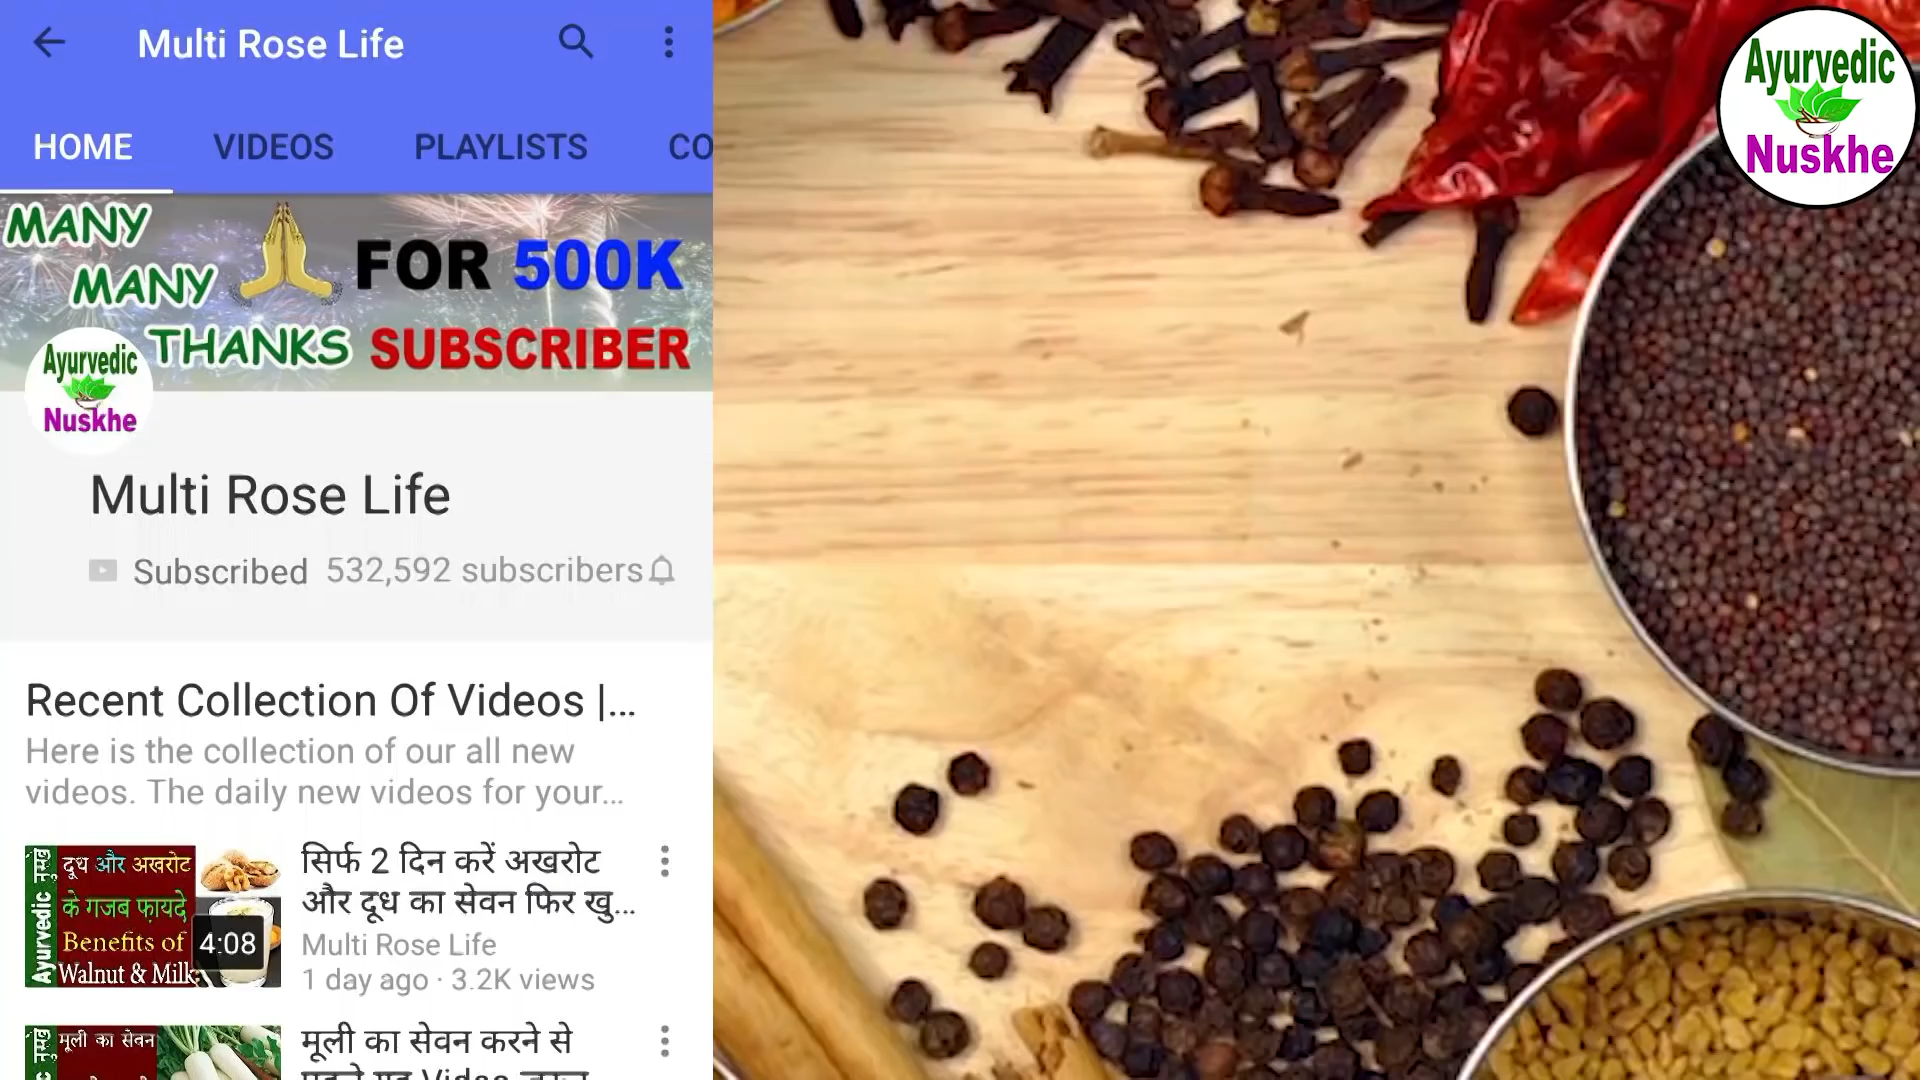 Multi Rose Life
HOME VIDEOS PLAYLISTS CO
MANY
MANY
THANKS
FOR 500K
SUBSCRIBER
Ayurvedic
Nuskhe
Multi Rose Life
Subscribed 532,592 subscribers
Recent Collection Of Videos |...
Here is the collection of our all new
videos. The daily new videos for your...
Ayurvedic नुस्खे
दूध और अखरोट
के गजब फ़ायदे
Benefits of
Walnut & Milk
4:08
सिर्फ 2 दिन करें अखरोट
और दूध का सेवन फिर खु...
Multi Rose Life
1 day ago · 3.2K views
नुस्खे
मूली का सेवन
मूली का सेवन करने से
Video
Ayurvedic
Nuskhe